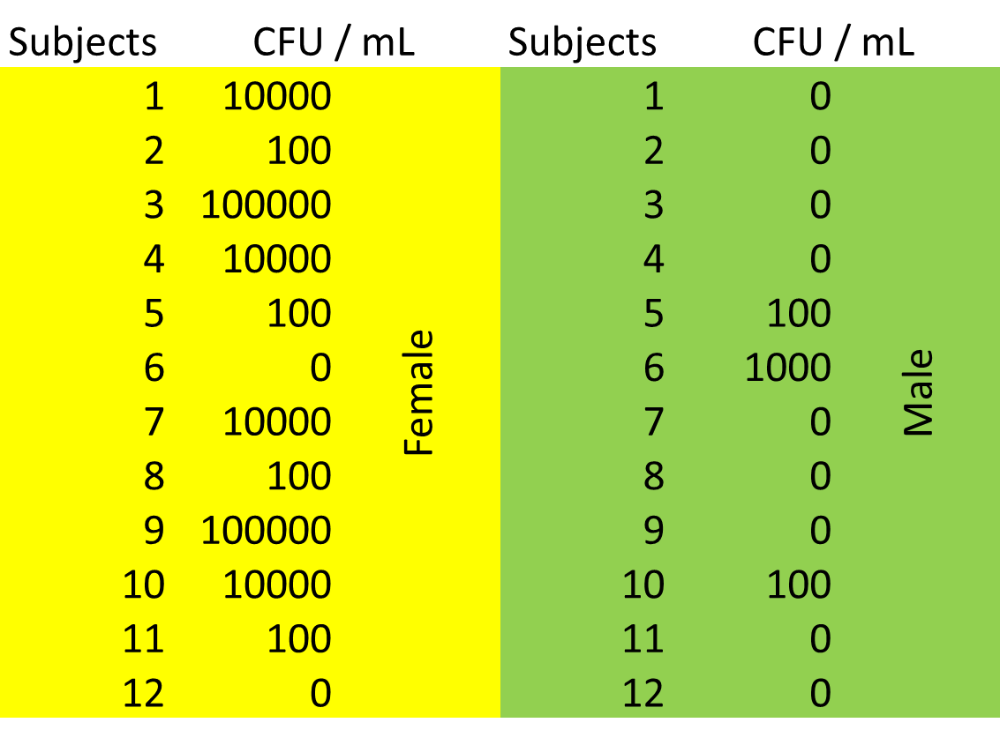 Subjects CFU / mL Subjects CFU / mL
1 10000 1 0
2 100 2 0
3 100000 3 0
4 10000 4 0
5 100 5 100
6 0 6 1000
7 10000 7 0
8 100 8 0
9 100000 9 0
10 10000 10 100
11 100 11 0
12 0 12 0
Female
Male